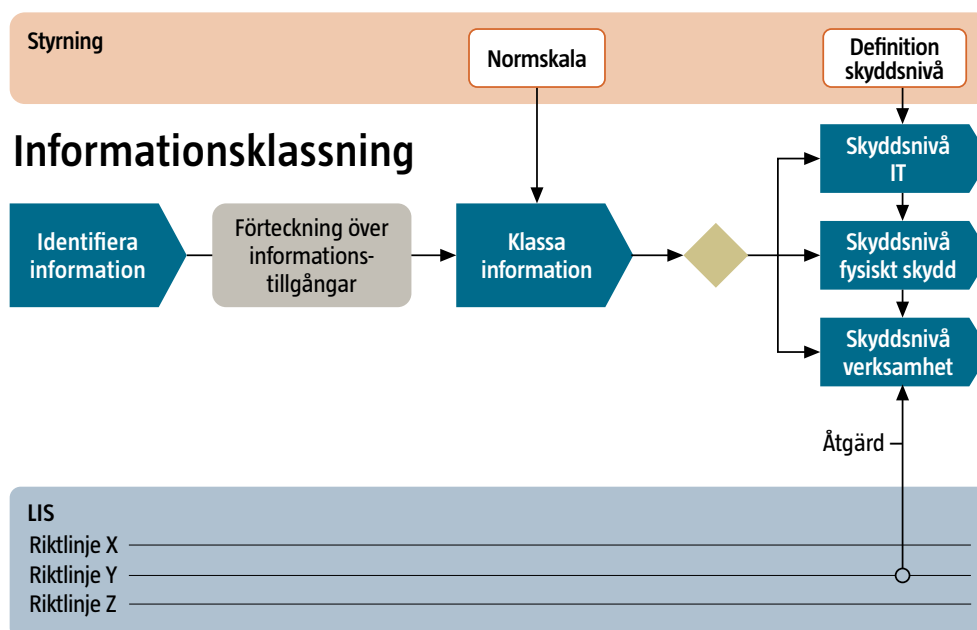 Styrning
Normskala
Definition
skyddsnivå
Informationsklassning
Identifiera
information
Förteckning över
informations-
tillgångar
Klassa
information
Skyddsnivå
IT
Skyddsnivå
fysiskt skydd
Skyddsnivå
verksamhet
Åtgärd
LIS
Riktlinje X
Riktlinje Y
Riktlinje Z